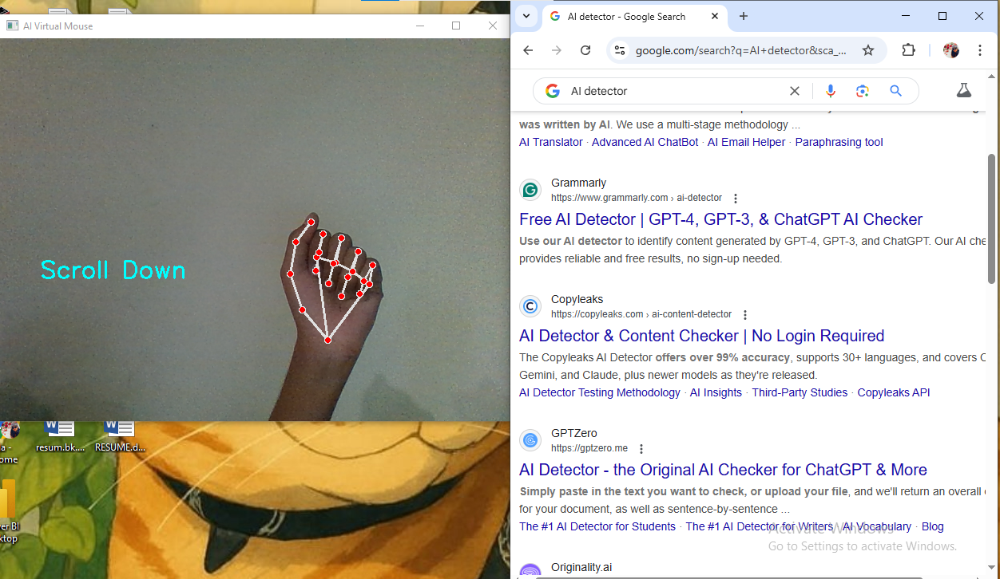 AI Virtual Mouse
Scroll Down
resum.bk....
RESUME.d...
a -
ome
er BI
ktop
AI detector - Google Search
google.com/search?q=AI+detector&sca_...
AI detector
was written by AI. We use a multi-stage methodology ...
AI Translator · Advanced AI ChatBot · AI Email Helper · Paraphrasing tool
Grammarly
https://www.grammarly.com › ai-detector
Free AI Detector | GPT-4, GPT-3, & ChatGPT AI Checker
Use our AI detector to identify content generated by GPT-4, GPT-3, and ChatGPT. Our AI che
provides reliable and free results, no sign-up needed.
Copyleaks
https://copyleaks.com › ai-content-detector
AI Detector & Content Checker | No Login Required
The Copyleaks AI Detector offers over 99% accuracy, supports 30+ languages, and covers C
Gemini, and Claude, plus newer models as they're released.
AI Detector Testing Methodology · AI Insights · Third-Party Studies · Copyleaks API
GPTZero
https://gptzero.me
AI Detector - the Original AI Checker for ChatGPT & More
Simply paste in the text you want to check, or upload your file, and we'll return an overall
for your document, as well as sentence-by-sentence ...
The #1 AI Detector for Students · The #1 AI Detector for Writers · AI Vocabulary · Blog
Activate Windows
Go to Settings to activate Windows.
Originality.ai